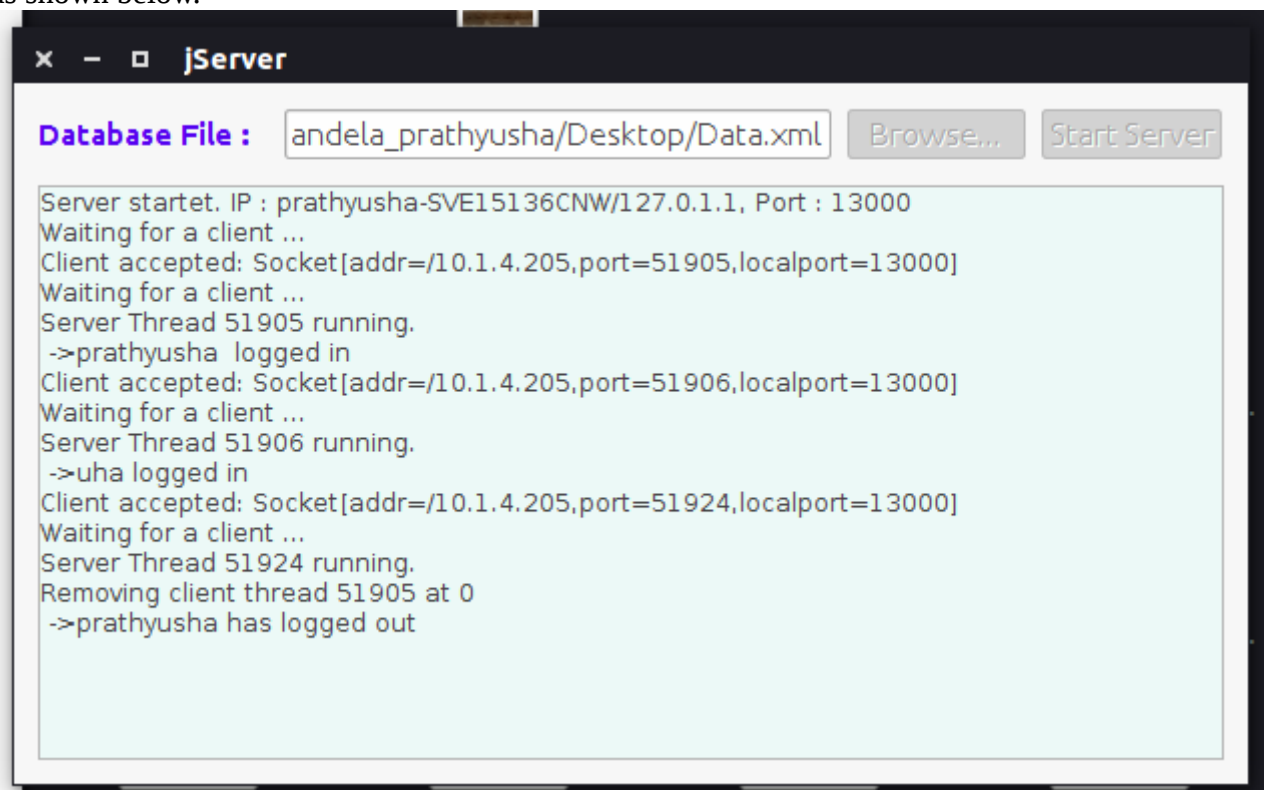 is shown below.
jServer
Database File : andela_prathyusha/Desktop/Data.xml Browse... Start Server
Server startet. IP : prathyusha-SVE15136CNW/127.0.1.1, Port : 13000
Waiting for a client ...
Client accepted: Socket[addr=/10.1.4.205,port=51905,localport=13000]
Waiting for a client ...
Server Thread 51905 running.
->prathyusha  logged in
Client accepted: Socket[addr=/10.1.4.205,port=51906,localport=13000]
Waiting for a client ...
Server Thread 51906 running.
->uha logged in
Client accepted: Socket[addr=/10.1.4.205,port=51924,localport=13000]
Waiting for a client ...
Server Thread 51924 running.
Removing client thread 51905 at 0
->prathyusha has logged out